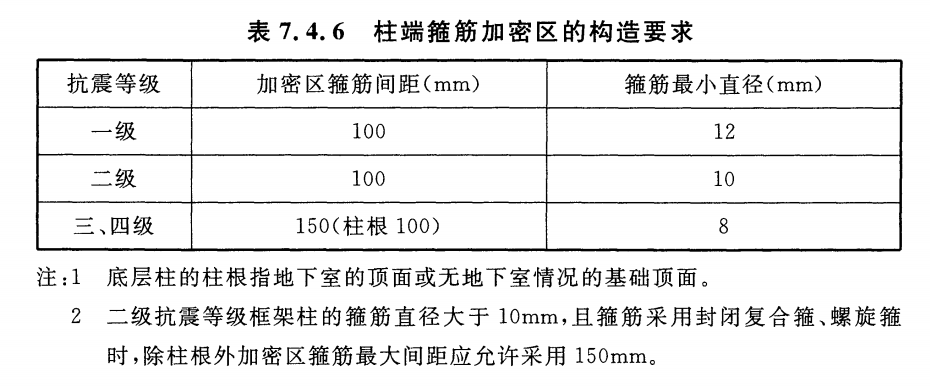 表 7.4.6 柱端箍筋加密区的构造要求
抗震等级 加密区箍筋间距(mm) 箍筋最小直径(mm)
一级 100 12
二级 100 10
三、四级 150(柱根 100) 8
注:1 底层柱的柱根指地下室的顶面或无地下室情况的基础顶面。
2 二级抗震等级框架柱的箍筋直径大于 10mm,且箍筋采用封闭复合箍、螺旋箍
时,除柱根外加密区箍筋最大间距应允许采用 150mm。